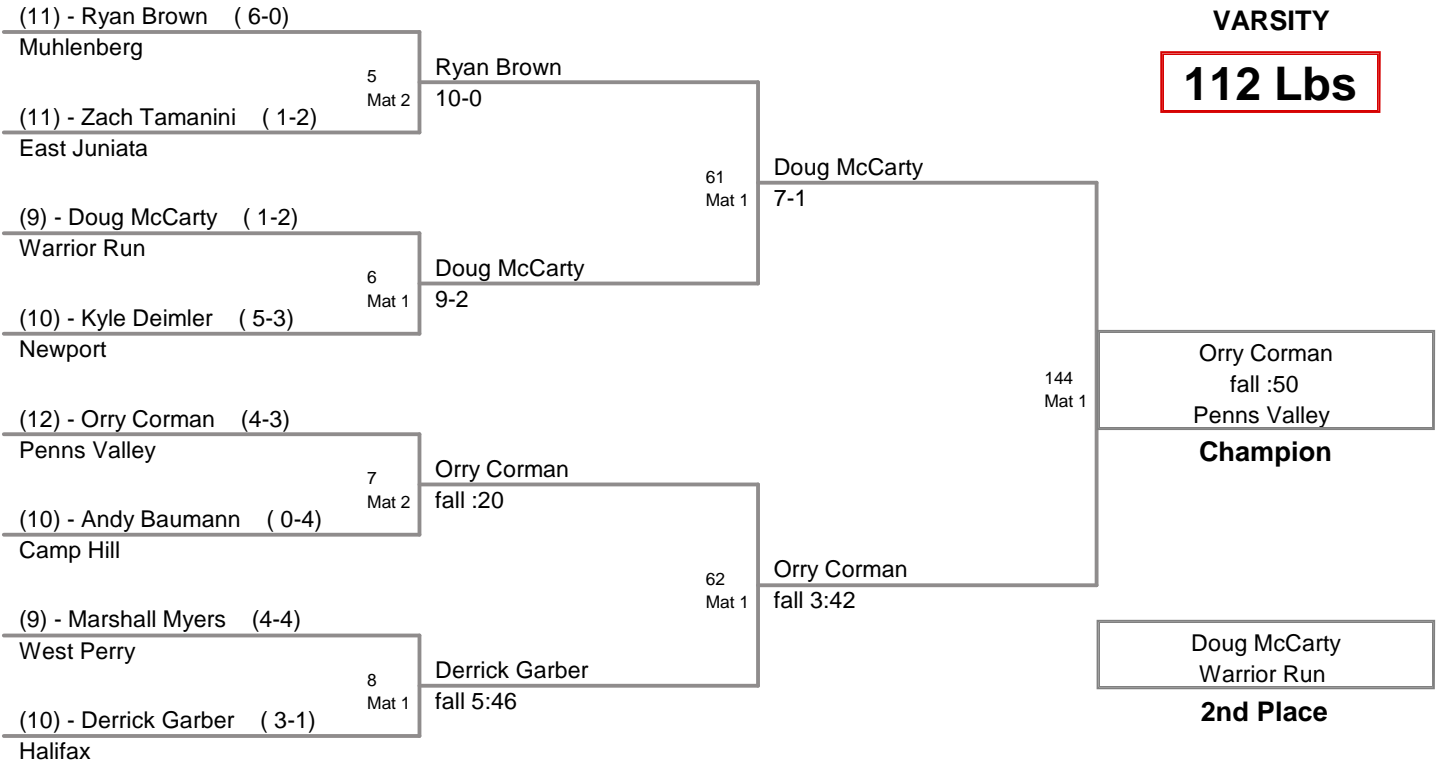 (11) - Ryan Brown ( 6-0)
Muhlenberg
5
Mat 2
Ryan Brown
10-0
(11) - Zach Tamanini ( 1-2)
East Juniata
61
Mat 1
Doug McCarty
7-1
(9) - Doug McCarty ( 1-2)
Warrior Run
6
Mat 1
Doug McCarty
9-2
(10) - Kyle Deimler ( 5-3)
Newport
144
Mat 1
(12) - Orry Corman (4-3)
Penns Valley
7
Mat 2
Orry Corman
fall :20
(10) - Andy Baumann ( 0-4)
Camp Hill
62
Mat 1
Orry Corman
fall 3:42
(9) - Marshall Myers (4-4)
West Perry
8
Mat 1
Derrick Garber
fall 5:46
(10) - Derrick Garber ( 3-1)
Halifax
VARSITY
112 Lbs
Orry Corman
fall :50
Penns Valley
Champion
Doug McCarty
Warrior Run
2nd Place